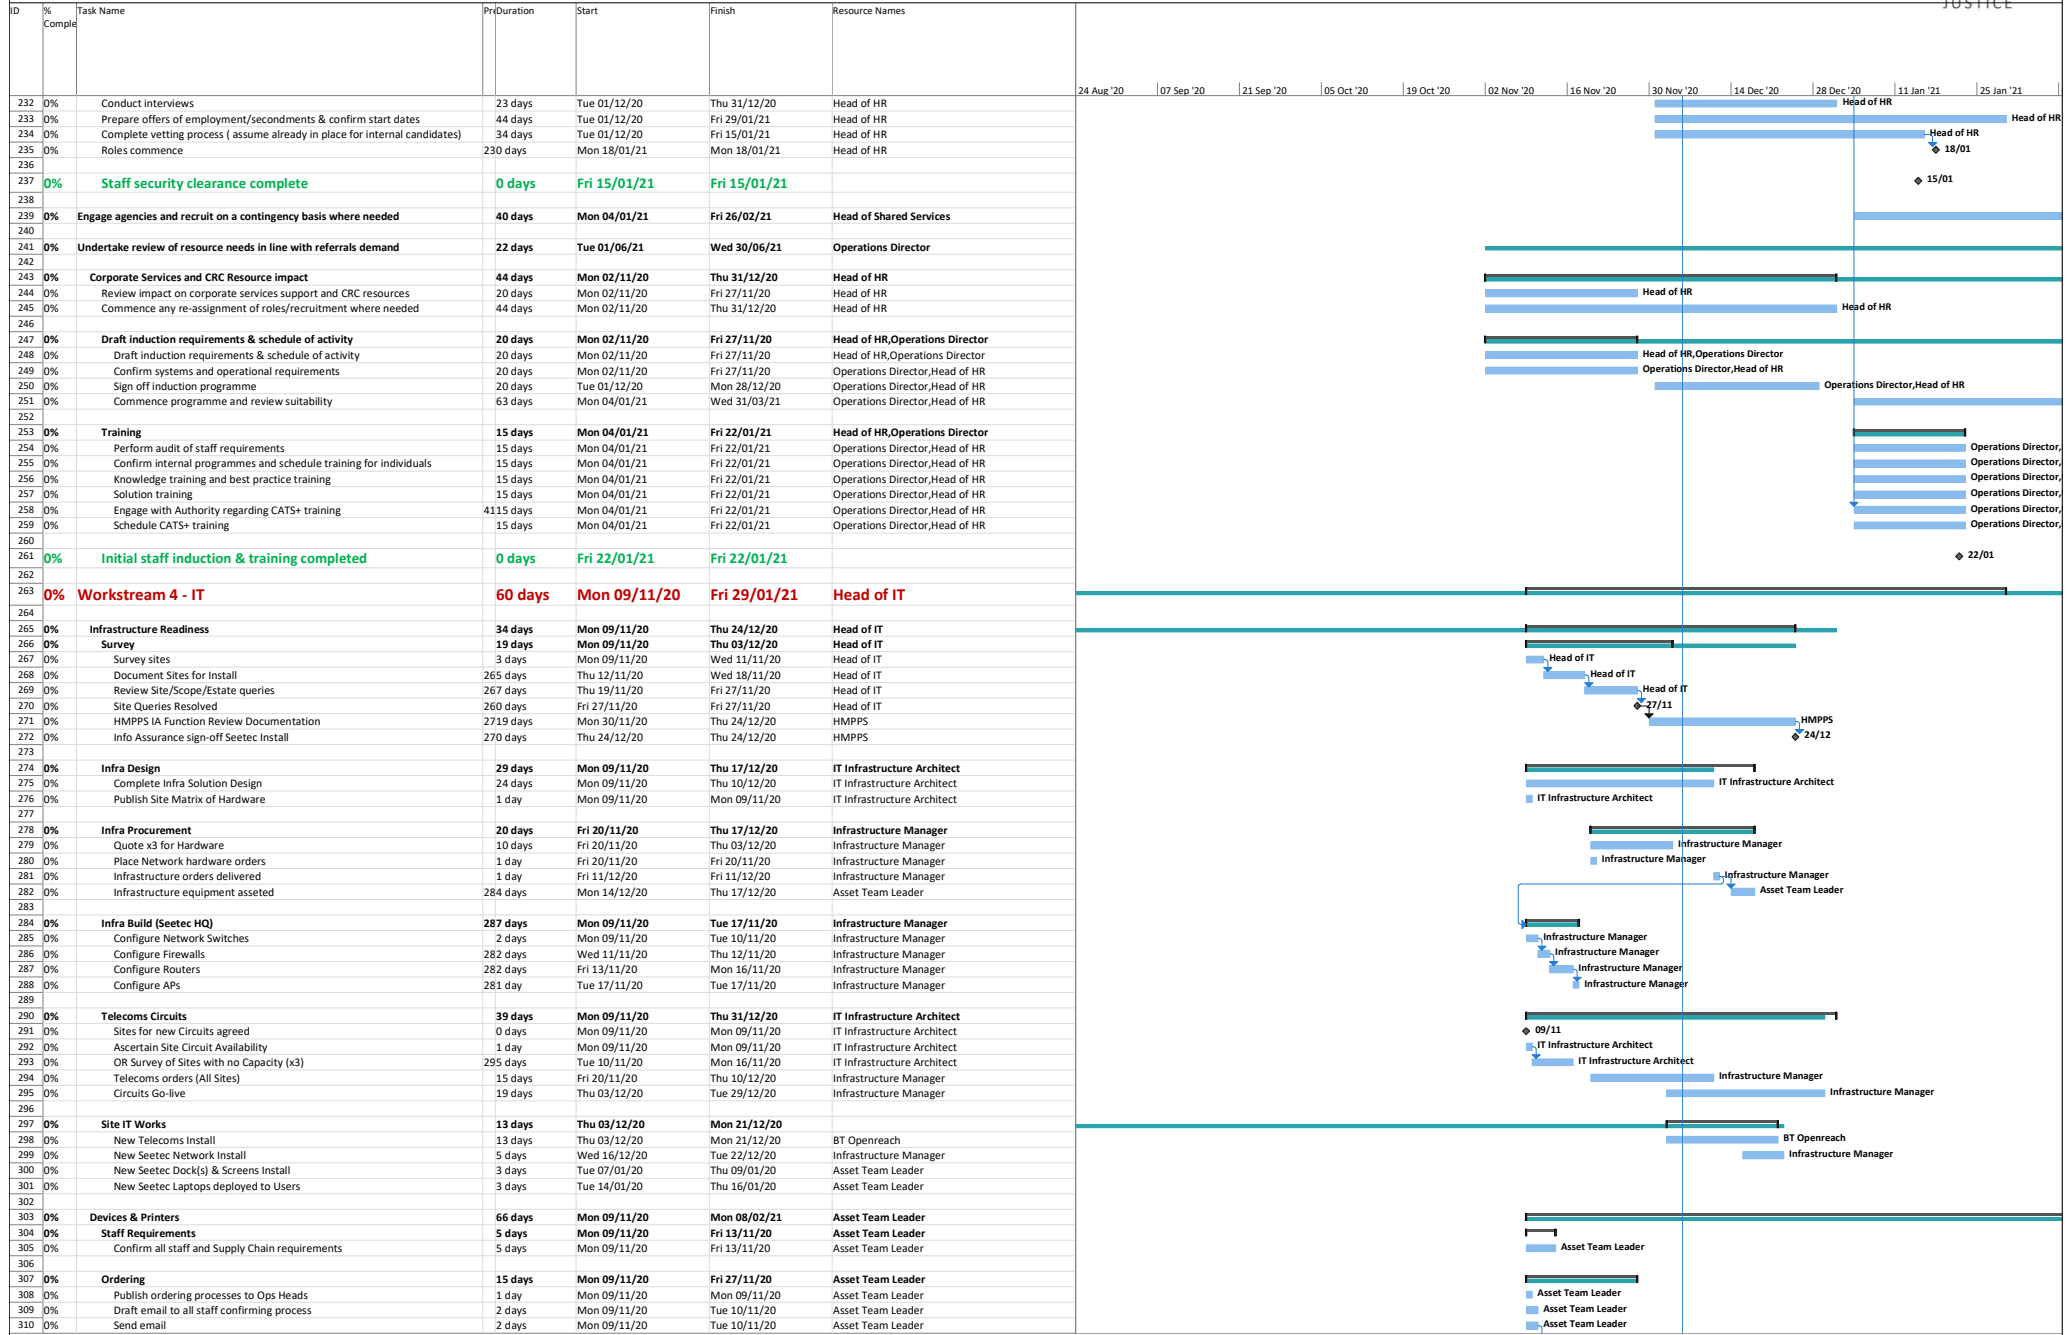 JUSTICE
ID % Comple Task Name Pre Duration Start Finish Resource Names
24 Aug '20 07 Sep '20 21 Sep '20 05 Oct '20 19 Oct '20 02 Nov '20 16 Nov '20 30 Nov '20 14 Dec '20 28 Dec '20 11 Jan '21 25 Jan '21
232 0% Conduct interviews 23 days Tue 01/12/20 Thu 31/12/20 Head of HR Head of HR
233 0% Prepare offers of employment/secondments & confirm start dates 44 days Tue 01/12/20 Fri 29/01/21 Head of HR Head of HR
234 0% Complete vetting process ( assume already in place for internal candidates) 34 days Tue 01/12/20 Fri 15/01/21 Head of HR Head of HR
235 0% Roles commence 230 days Mon 18/01/21 Mon 18/01/21 Head of HR 18/01
236
237 0% Staff security clearance complete 0 days Fri 15/01/21 Fri 15/01/21 15/01
238
239 0% Engage agencies and recruit on a contingency basis where needed 40 days Mon 04/01/21 Fri 26/02/21 Head of Shared Services
240
241 0% Undertake review of resource needs in line with referrals demand 22 days Tue 01/06/21 Wed 30/06/21 Operations Director
242
243 0% Corporate Services and CRC Resource impact 44 days Mon 02/11/20 Thu 31/12/20 Head of HR
244 0% Review impact on corporate services support and CRC resources 20 days Mon 02/11/20 Fri 27/11/20 Head of HR Head of HR
245 0% Commence any re-assignment of roles/recruitment where needed 44 days Mon 02/11/20 Thu 31/12/20 Head of HR Head of HR
246
247 0% Draft induction requirements & schedule of activity 20 days Mon 02/11/20 Fri 27/11/20 Head of HR,Operations Director
248 0% Draft induction requirements & schedule of activity 20 days Mon 02/11/20 Fri 27/11/20 Head of HR,Operations Director Head of HR,Operations Director
249 0% Confirm systems and operational requirements 20 days Mon 02/11/20 Fri 27/11/20 Operations Director,Head of HR Operations Director,Head of HR
250 0% Sign off induction programme 20 days Tue 01/12/20 Mon 28/12/20 Operations Director,Head of HR Operations Director,Head of HR
251 0% Commence programme and review suitability 63 days Mon 04/01/21 Wed 31/03/21 Operations Director,Head of HR
252
253 0% Training 15 days Mon 04/01/21 Fri 22/01/21 Head of HR,Operations Director
254 0% Perform audit of staff requirements 15 days Mon 04/01/21 Fri 22/01/21 Operations Director,Head of HR Operations Director,
255 0% Confirm internal programmes and schedule training for individuals 15 days Mon 04/01/21 Fri 22/01/21 Operations Director,Head of HR Operations Director,
256 0% Knowledge training and best practice training 15 days Mon 04/01/21 Fri 22/01/21 Operations Director,Head of HR Operations Director,
257 0% Solution training 15 days Mon 04/01/21 Fri 22/01/21 Operations Director,Head of HR Operations Director,
258 0% Engage with Authority regarding CATS+ training 4115 days Mon 04/01/21 Fri 22/01/21 Operations Director,Head of HR Operations Director,
259 0% Schedule CATS+ training 15 days Mon 04/01/21 Fri 22/01/21 Operations Director,Head of HR Operations Director,
260
261 0% Initial staff induction & training completed 0 days Fri 22/01/21 Fri 22/01/21 22/01
262
263 0% Workstream 4 - IT 60 days Mon 09/11/20 Fri 29/01/21 Head of IT
264
265 0% Infrastructure Readiness 34 days Mon 09/11/20 Thu 24/12/20 Head of IT
266 0% Survey 19 days Mon 09/11/20 Thu 03/12/20 Head of IT
267 0% Survey sites 3 days Mon 09/11/20 Wed 11/11/20 Head of IT Head of IT
268 0% Document Sites for Install 265 days Thu 12/11/20 Wed 18/11/20 Head of IT Head of IT
269 0% Review Site/Scope/Estate queries 267 days Thu 19/11/20 Fri 27/11/20 Head of IT Head of IT
270 0% Site Queries Resolved 260 days Fri 27/11/20 Fri 27/11/20 Head of IT 27/11
271 0% HMPPS IA Function Review Documentation 2719 days Mon 30/11/20 Thu 24/12/20 HMPPS HMPPS
272 0% Info Assurance sign-off Seetec Install 270 days Thu 24/12/20 Thu 24/12/20 HMPPS 24/12
273
274 0% Infra Design 29 days Mon 09/11/20 Thu 17/12/20 IT Infrastructure Architect
275 0% Complete Infra Solution Design 24 days Mon 09/11/20 Thu 10/12/20 IT Infrastructure Architect IT Infrastructure Architect
276 0% Publish Site Matrix of Hardware 1 day Mon 09/11/20 Mon 09/11/20 IT Infrastructure Architect IT Infrastructure Architect
277
278 0% Infra Procurement 20 days Fri 20/11/20 Thu 17/12/20 Infrastructure Manager
279 0% Quote x3 for Hardware 10 days Fri 20/11/20 Thu 03/12/20 Infrastructure Manager Infrastructure Manager
280 0% Place Network hardware orders 1 day Fri 20/11/20 Fri 20/11/20 Infrastructure Manager Infrastructure Manager
281 0% Infrastructure orders delivered 1 day Fri 11/12/20 Fri 11/12/20 Infrastructure Manager Infrastructure Manager
282 0% Infrastructure equipment asseted 284 days Mon 14/12/20 Thu 17/12/20 Asset Team Leader Asset Team Leader
283
284 0% Infra Build (Seetec HQ) 287 days Mon 09/11/20 Tue 17/11/20 Infrastructure Manager
285 0% Configure Network Switches 2 days Mon 09/11/20 Tue 10/11/20 Infrastructure Manager Infrastructure Manager
286 0% Configure Firewalls 282 days Wed 11/11/20 Thu 12/11/20 Infrastructure Manager Infrastructure Manager
287 0% Configure Routers 282 days Fri 13/11/20 Mon 16/11/20 Infrastructure Manager Infrastructure Manager
288 0% Configure APs 281 day Tue 17/11/20 Tue 17/11/20 Infrastructure Manager Infrastructure Manager
289
290 0% Telecoms Circuits 39 days Mon 09/11/20 Thu 31/12/20 IT Infrastructure Architect
291 0% Sites for new Circuits agreed 0 days Mon 09/11/20 Mon 09/11/20 IT Infrastructure Architect 09/11
292 0% Ascertain Site Circuit Availability 1 day Mon 09/11/20 Mon 09/11/20 IT Infrastructure Architect IT Infrastructure Architect
293 0% OR Survey of Sites with no Capacity (x3) 295 days Tue 10/11/20 Mon 16/11/20 IT Infrastructure Architect IT Infrastructure Architect
294 0% Telecoms orders (All Sites) 15 days Fri 20/11/20 Thu 10/12/20 Infrastructure Manager Infrastructure Manager
295 0% Circuits Go-live 19 days Thu 03/12/20 Tue 29/12/20 Infrastructure Manager Infrastructure Manager
296
297 0% Site IT Works 13 days Thu 03/12/20 Mon 21/12/20
298 0% New Telecoms Install 13 days Thu 03/12/20 Mon 21/12/20 BT Openreach BT Openreach
299 0% New Seetec Network Install 5 days Wed 16/12/20 Tue 22/12/20 Infrastructure Manager Infrastructure Manager
300 0% New Seetec Dock(s) & Screens Install 3 days Tue 07/01/20 Thu 09/01/20 Asset Team Leader
301 0% New Seetec Laptops deployed to Users 3 days Tue 14/01/20 Thu 16/01/20 Asset Team Leader
302
303 0% Devices & Printers 66 days Mon 09/11/20 Mon 08/02/21 Asset Team Leader
304 0% Staff Requirements 5 days Mon 09/11/20 Fri 13/11/20 Asset Team Leader
305 0% Confirm all staff and Supply Chain requirements 5 days Mon 09/11/20 Fri 13/11/20 Asset Team Leader Asset Team Leader
306
307 0% Ordering 15 days Mon 09/11/20 Fri 27/11/20 Asset Team Leader
308 0% Publish ordering processes to Ops Heads 1 day Mon 09/11/20 Mon 09/11/20 Asset Team Leader Asset Team Leader
309 0% Draft email to all staff confirming process 2 days Mon 09/11/20 Tue 10/11/20 Asset Team Leader Asset Team Leader
310 0% Send email 2 days Mon 09/11/20 Tue 10/11/20 Asset Team Leader Asset Team Leader